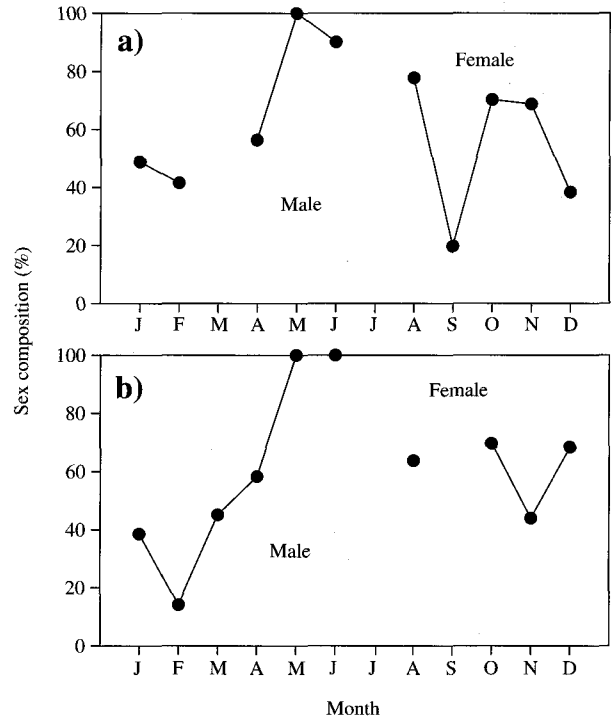 a)
100
80
60
40
20
0
Female
Male
J F M A M J J A S O N D
Sex composition (%)
b)
100
80
60
40
20
0
Female
Male
J F M A M J J A S O N D
Month